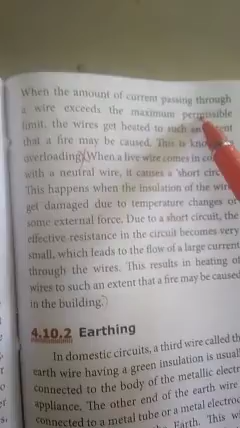 When the amount of current passing through
a wire exceeds the maximum permissible
limit, the wires get heated to such an
that a fire may be caused. This is
overloading. When a live wire comes in
with a neutral wire, it causes a 'short
This happens when the insulation of the
get damaged due to temperature changes or
some external force. Due to a short circuit, the
effective resistance in the circuit becomes very
small, which leads to the flow of a large current
through the wires. This results in heating of
wires to such an extent that a fire may be caused
in the building.
4.10.2 Earthing
In domestic circuits, a third wire called the
earth wire having a green insulation is usual
connected to the body of the metallic electr
appliance. The other end of the earth wire
connected to a metal tube or a metal electrod
Earth. This